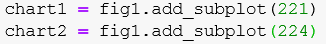 chart1 = fig1.add_subplot(221)
chart2 = fig1.add_subplot(224)